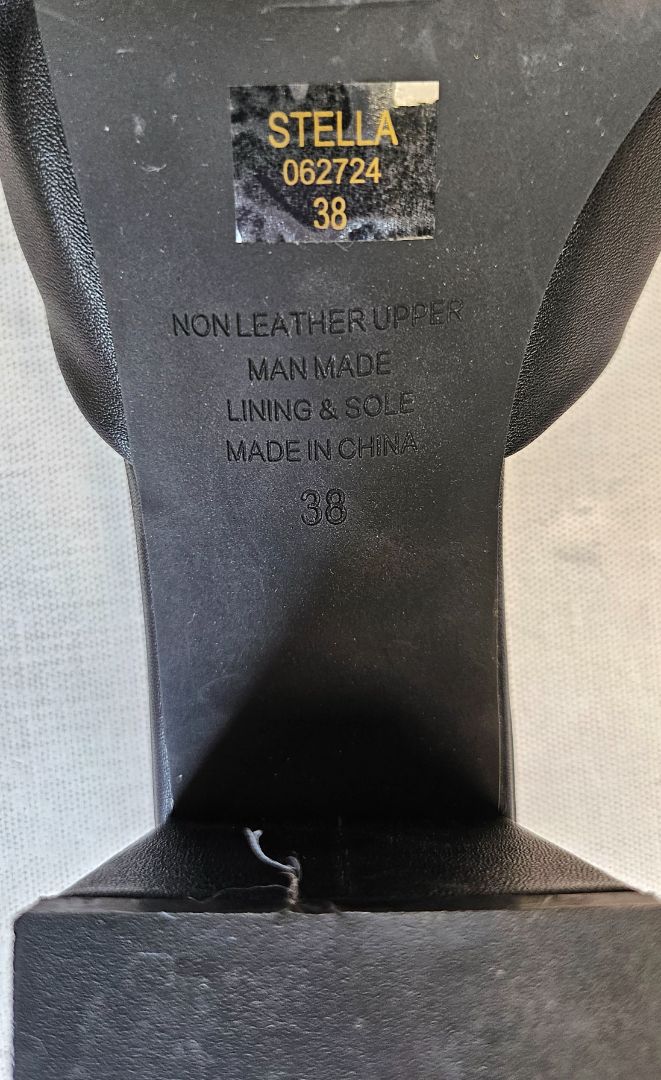 STELLA
062724
38
NON LEATHER UPPER
MAN MADE
LINING & SOLE
MADE IN CHINA
38